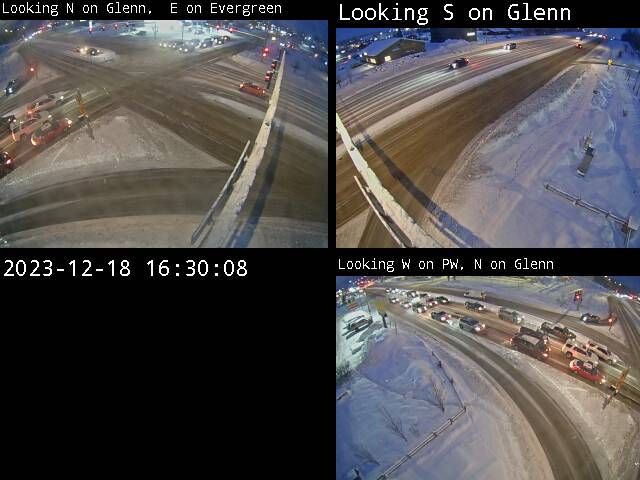 Looking N on Glenn,  E on Evergreen
Looking S on Glenn
2023-12-18 16:30:08
Looking W on PW, N on Glenn